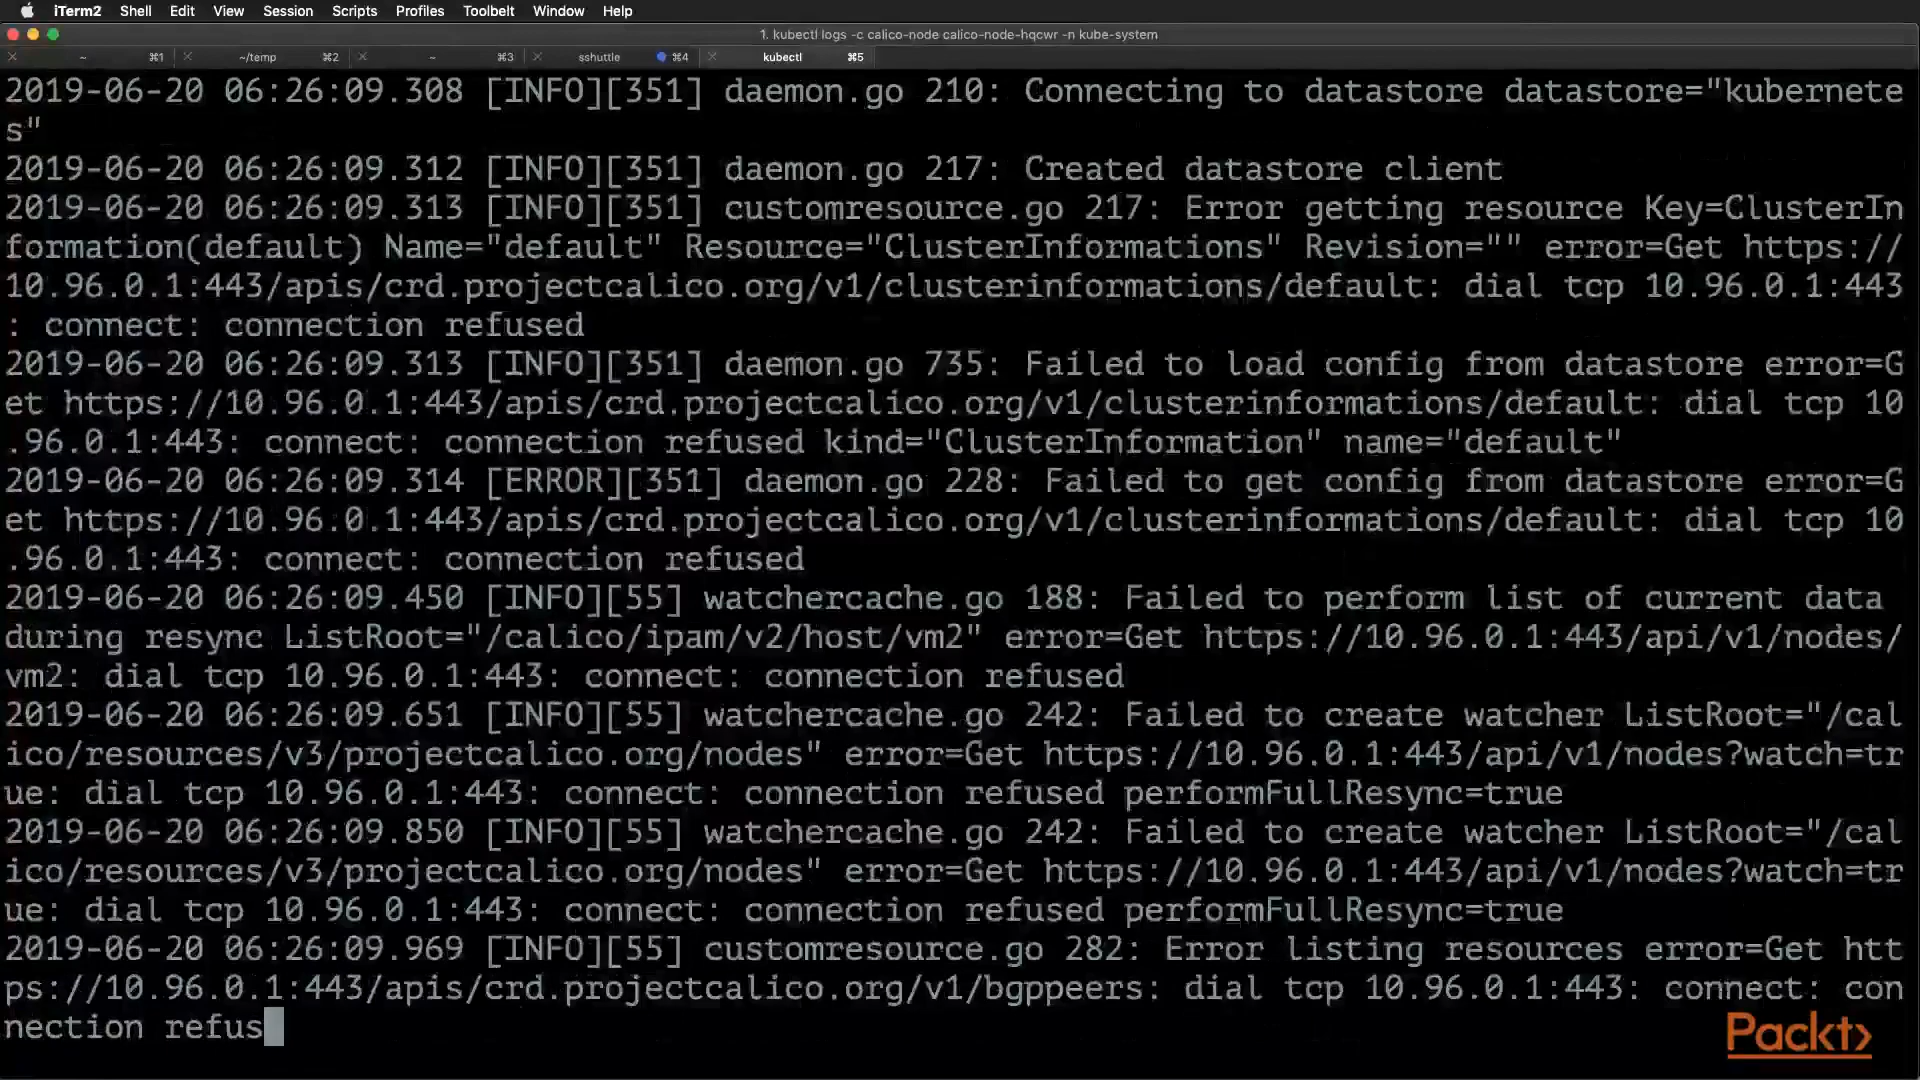 iTerm2 Shell Edit View Session Scripts Profiles Toolbelt Window Help
1. kubectl logs -c calico-node calico-node-hqcwr -n kube-system
~ ⌘1 ~/temp ⌘2 ~ ⌘3 sshuttle ⌘4 kubectl ⌘5
2019-06-20 06:26:09.308 [INFO][351] daemon.go 210: Connecting to datastore datastore="kubernete
s"
2019-06-20 06:26:09.312 [INFO][351] daemon.go 217: Created datastore client
2019-06-20 06:26:09.313 [INFO][351] customresource.go 217: Error getting resource Key=ClusterIn
formation(default) Name="default" Resource="ClusterInformations" Revision="" error=Get https://
10.96.0.1:443/apis/crd.projectcalico.org/v1/clusterinformations/default: dial tcp 10.96.0.1:443
: connect: connection refused
2019-06-20 06:26:09.313 [INFO][351] daemon.go 735: Failed to load config from datastore error=G
et https://10.96.0.1:443/apis/crd.projectcalico.org/v1/clusterinformations/default: dial tcp 10
.96.0.1:443: connect: connection refused kind="ClusterInformation" name="default"
2019-06-20 06:26:09.314 [ERROR][351] daemon.go 228: Failed to get config from datastore error=G
et https://10.96.0.1:443/apis/crd.projectcalico.org/v1/clusterinformations/default: dial tcp 10
.96.0.1:443: connect: connection refused
2019-06-20 06:26:09.450 [INFO][55] watchercache.go 188: Failed to perform list of current data
during resync ListRoot="/calico/ipam/v2/host/vm2" error=Get https://10.96.0.1:443/api/v1/nodes/
vm2: dial tcp 10.96.0.1:443: connect: connection refused
2019-06-20 06:26:09.651 [INFO][55] watchercache.go 242: Failed to create watcher ListRoot="/cal
ico/resources/v3/projectcalico.org/nodes" error=Get https://10.96.0.1:443/api/v1/nodes?watch=tr
ue: dial tcp 10.96.0.1:443: connect: connection refused performFullResync=true
2019-06-20 06:26:09.850 [INFO][55] watchercache.go 242: Failed to create watcher ListRoot="/cal
ico/resources/v3/projectcalico.org/nodes" error=Get https://10.96.0.1:443/api/v1/nodes?watch=tr
ue: dial tcp 10.96.0.1:443: connect: connection refused performFullResync=true
2019-06-20 06:26:09.969 [INFO][55] customresource.go 282: Error listing resources error=Get htt
ps://10.96.0.1:443/apis/crd.projectcalico.org/v1/bgppeers: dial tcp 10.96.0.1:443: connect: con
nection refus
Packt>